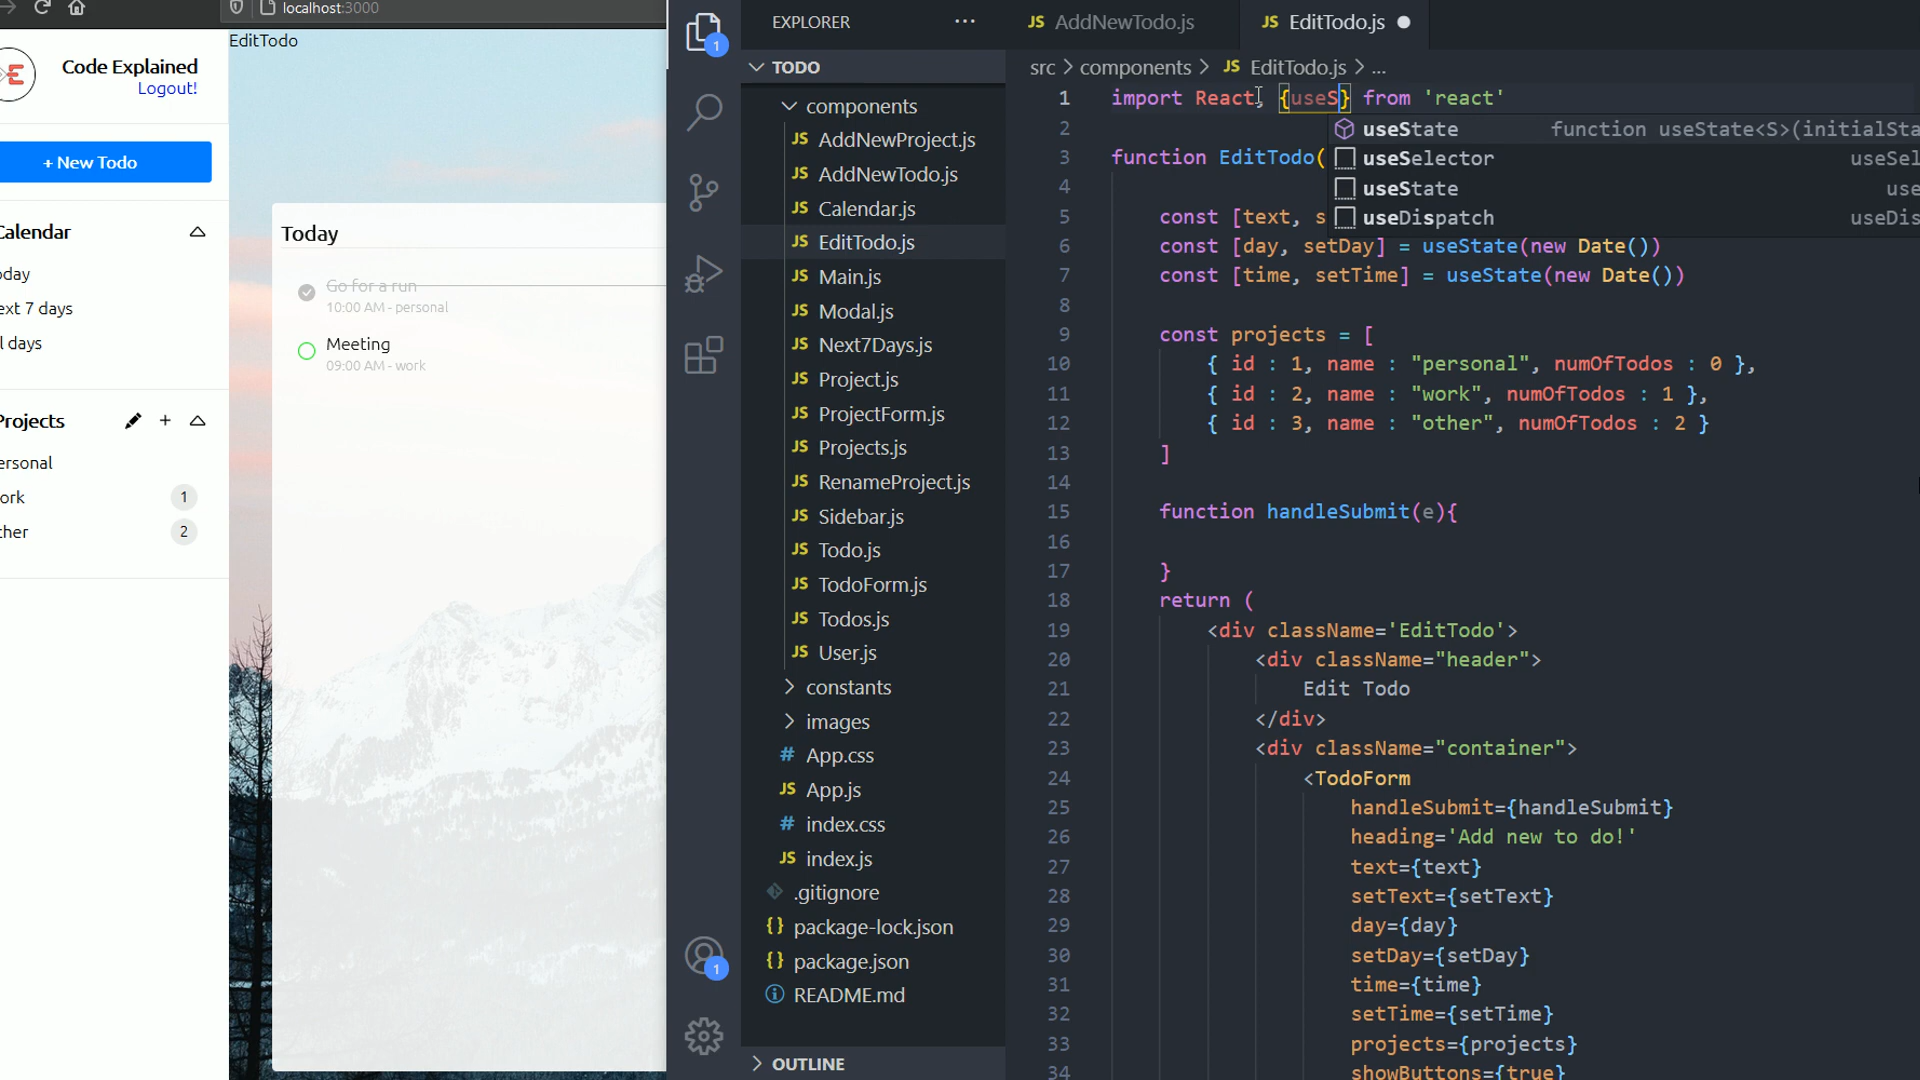 localhost:3000
EditTodo
Code Explained
Logout!
+ New Todo
Calendar
oday
ext 7 days
l days
Projects
ersonal
ork
1
ther
2
Today
Go for a run
10:00 AM - personal
Meeting
09:00 AM - work
1
1
EXPLORER
TODO
components
JS AddNewProject.js
JS AddNewTodo.js
JS Calendar.js
JS EditTodo.js
JS Main.js
JS Modal.js
JS Next7Days.js
JS Project.js
JS ProjectForm.js
JS Projects.js
JS RenameProject.js
JS Sidebar.js
JS Todo.js
JS TodoForm.js
JS Todos.js
JS User.js
constants
images
# App.css
JS App.js
# index.css
JS index.js
.gitignore
{} package-lock.json
{} package.json
README.md
OUTLINE
JS AddNewTodo.js
JS EditTodo.js
src > components > JS EditTodo.js > ...
1 import React, {useS} from 'react'
useState function useState<S>(initialSta
useSelector useSel
useState use
useDispatch useDis
2
3 function EditTodo(
4
5 const [text, s
6 const [day, setDay] = useState(new Date())
7 const [time, setTime] = useState(new Date())
8
9 const projects = [
10 { id : 1, name : "personal", numOfTodos : 0 },
11 { id : 2, name : "work", numOfTodos : 1 },
12 { id : 3, name : "other", numOfTodos : 2 }
13 ]
14
15 function handleSubmit(e){
16
17 }
18 return (
19 <div className='EditTodo'>
20 <div className="header">
21 Edit Todo
22 </div>
23 <div className="container">
24 <TodoForm
25 handleSubmit={handleSubmit}
26 heading='Add new to do!'
27 text={text}
28 setText={setText}
29 day={day}
30 setDay={setDay}
31 time={time}
32 setTime={setTime}
33 projects={projects}
34 showButtons={true}